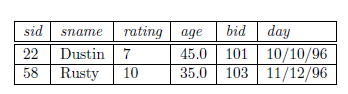 sid sname rating age bid day
22 Dustin 7 45.0 101 10/10/96
58 Rusty 10 35.0 103 11/12/96